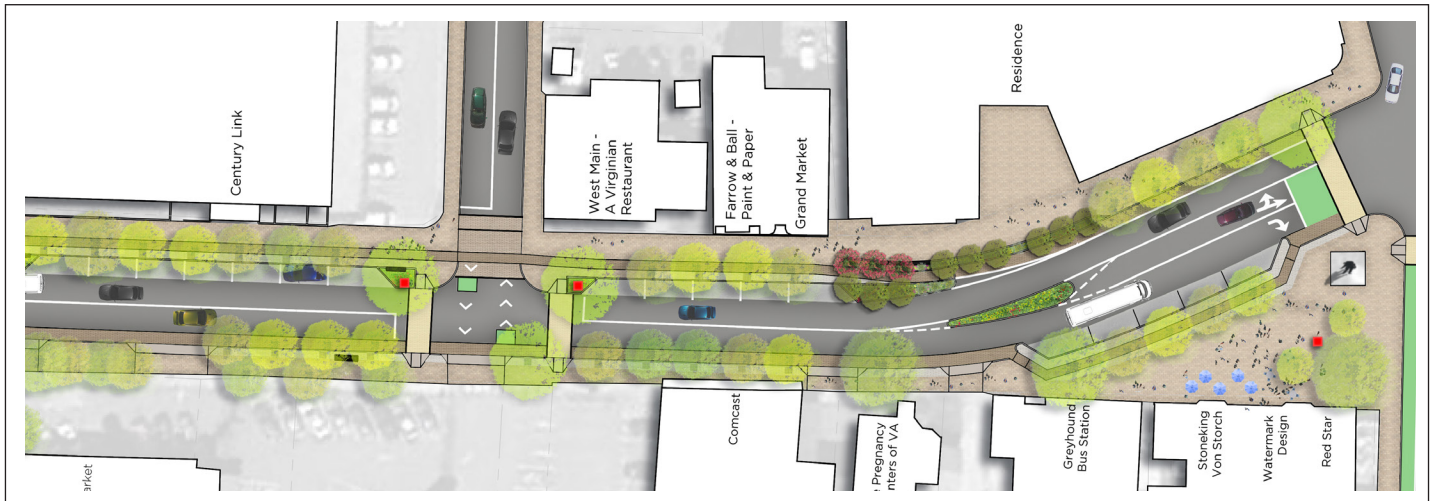 Century Link
West Main -
A Virginian
Restaurant
Farrow & Ball -
Paint & Paper
Grand Market
Residence
arket
Comcast
e Pregnancy
nters of VA
Greyhound
Bus Station
Stoneking
Von Storch
Watermark
Design
Red Star